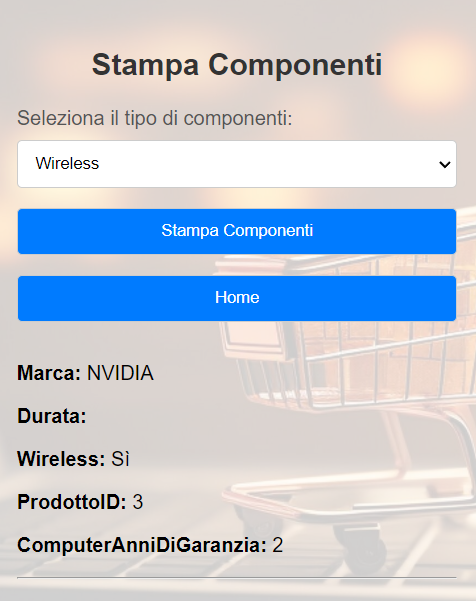 Stampa Componenti
Seleziona il tipo di componenti:
Wireless
Stampa Componenti
Home
Marca: NVIDIA
Durata:
Wireless: Sì
ProdottoID: 3
ComputerAnniDiGaranzia: 2